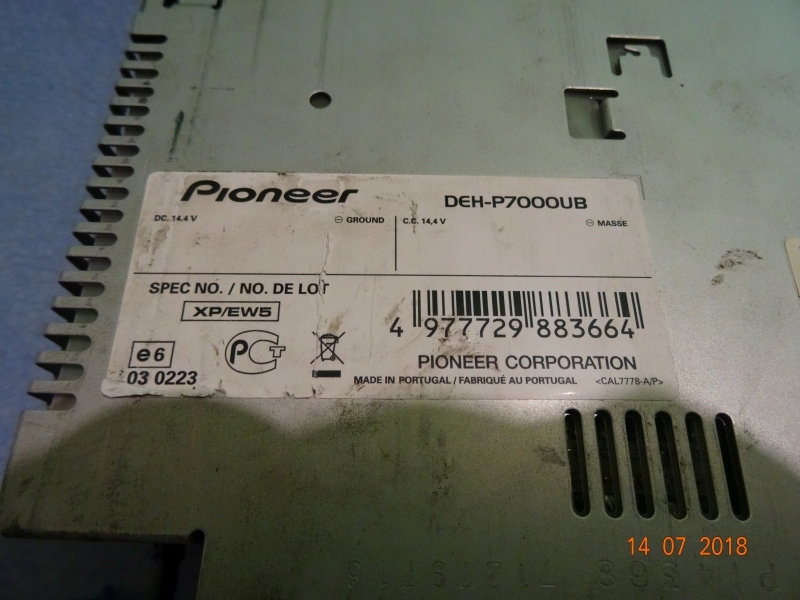 Pioneer DEH-P7000UB
DC. 14.4 V ⊖ GROUND C.C. 14,4 V ⊖ MASSE
SPEC NO. / NO. DE LOT
XP/EW5
4 977729 883664
e6 PCT PIONEER CORPORATION
03 0223 MADE IN PORTUGAL / FABRIQUÉ AU PORTUGAL <CAL7778-A/P>
14 07 2018